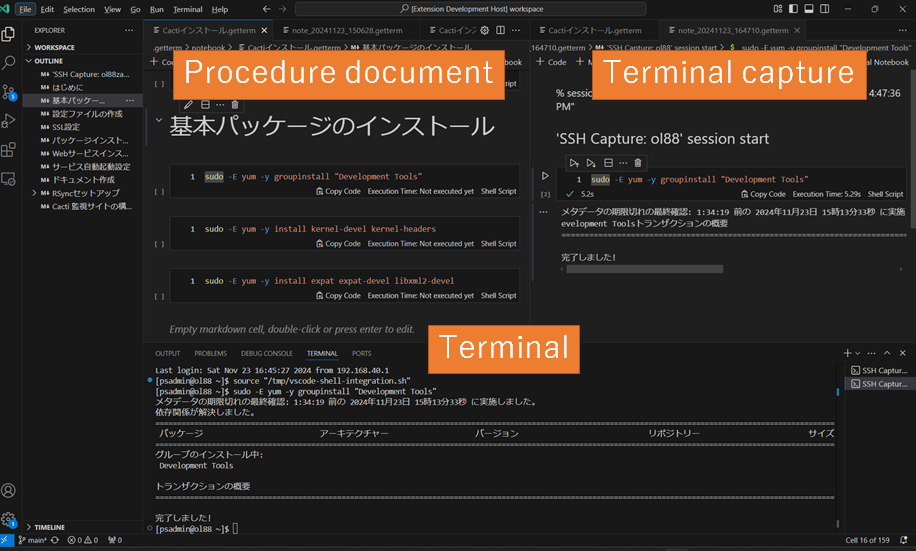 File Edit Selection View Go Run Terminal Help
[Extension Development Host] workspace
EXPLORER
WORKSPACE
OUTLINE
'SSH Capture: ol88za...
はじめに
基本パッケー...
設定ファイルの作成
SSL設定
パッケージインスト...
Webサービスインス...
サービス自動起動設定
ドキュメント作成
RSyncセットアップ
Cacti 監視サイトの構...
TIMELINE
Cactiインストール.getterm
note_20241123_150628.getterm
Cactiインス
.getterm > notebook > Cactiインストール.getterm > 基本パッケージのインストール
Procedure document
基本パッケージのインストール
1 sudo -E yum -y groupinstall "Development Tools"
[ ] Copy Code Execution Time: Not executed yet Shell Script
1 sudo -E yum -y install kernel-devel kernel-headers
[ ] Copy Code Execution Time: Not executed yet Shell Script
1 sudo -E yum -y install expat expat-devel libxml2-devel
[ ] Copy Code Execution Time: Not executed yet Shell Script
Empty markdown cell, double-click or press enter to edit.
Cactiインストール.getterm
note_20241123_164710.getterm
_164710.getterm > 'SSH Capture: ol88' session start > $ sudo -E yum -y groupinstall "Development Tools"
+ Code
Notebook
Terminal capture
% sessi
4:47:36
PM"
'SSH Capture: ol88' session start
1 sudo -E yum -y groupinstall "Development Tools"
[2] 5.2s Copy Code Execution Time: 5.29s Shell Script
メタデータの期限切れの最終確認: 1:34:19 前の 2024年11月23日 15時13分33秒 に実施
evelopment Toolsトランザクションの概要
完了しました!
Terminal
OUTPUT PROBLEMS DEBUG CONSOLE TERMINAL PORTS
Last login: Sat Nov 23 16:45:27 2024 from 192.168.40.1
[psadmin@ol88 ~]$ source "/tmp/vscode-shell-integration.sh"
[psadmin@ol88 ~]$ sudo -E yum -y groupinstall "Development Tools"
メタデータの期限切れの最終確認: 1:34:19 前の 2024年11月23日 15時13分33秒 に実施しました。
依存関係が解決しました。
パッケージ アーキテクチャー バージョン リポジトリー サイズ
グループのインストール中:
Development Tools
トランザクションの概要
完了しました!
[psadmin@ol88 ~]$
SSH Captur...
SSH Captur...
main* 0 0 0
Cell 16 of 159